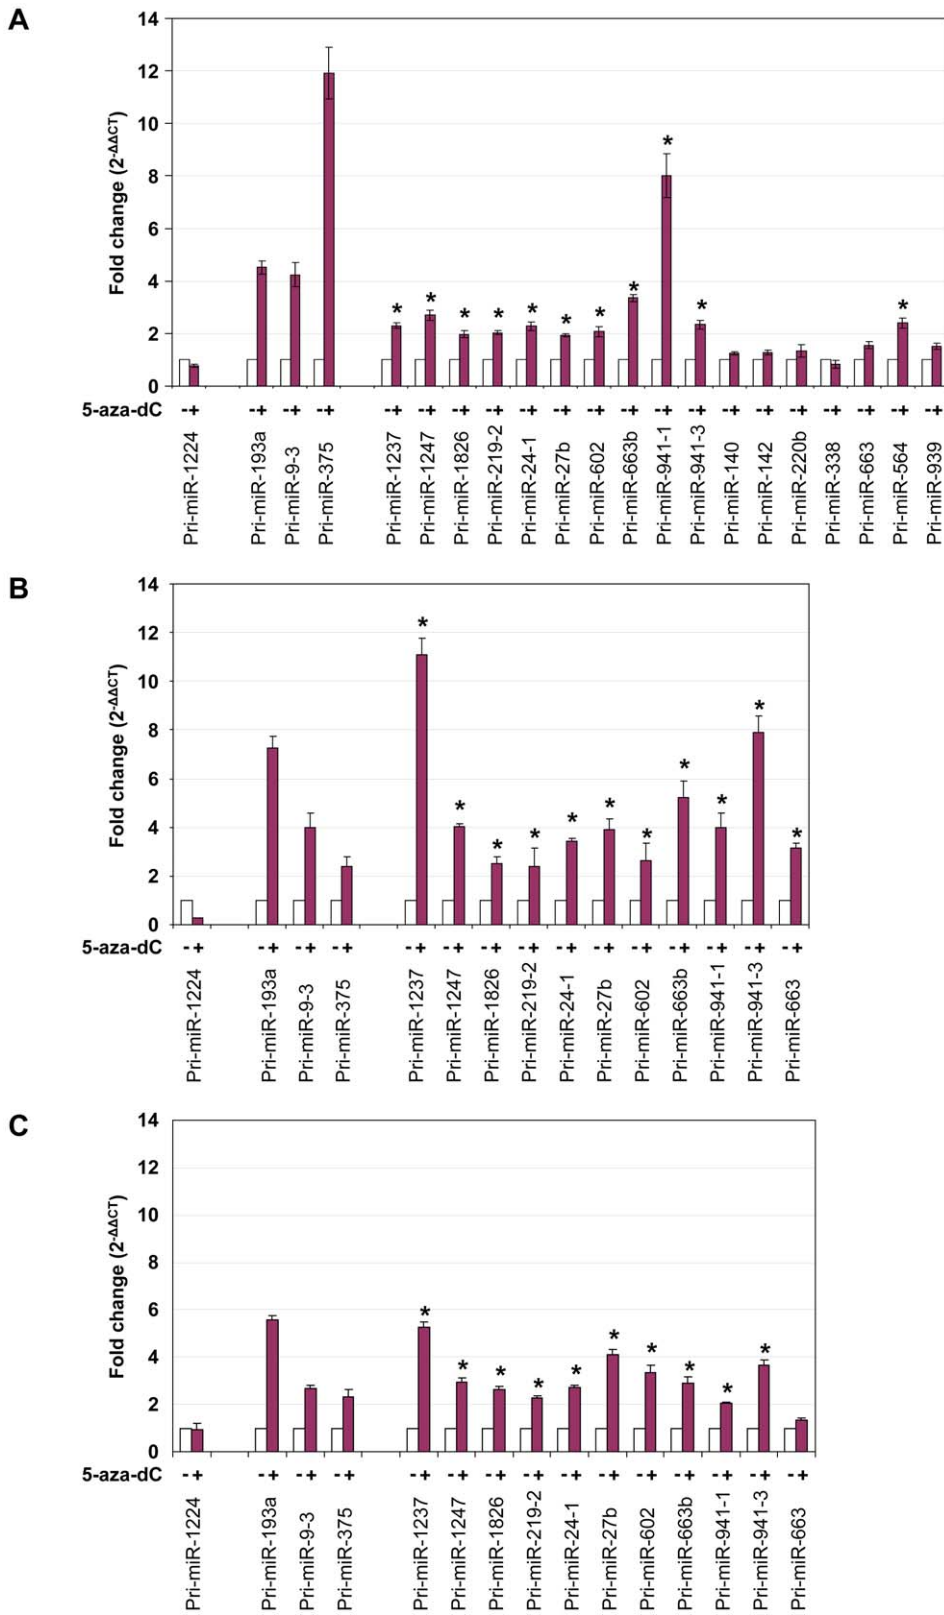 A
Fold change (2-ΔΔCT)
14
12
10
8
6
4
2
0
* * * * * * * * * * *
5-aza-dC -+ -+ -+ -+ -+ -+ -+ -+ -+ -+ -+ -+ -+ -+ -+ -+ -+ -+ -+ -+ -+
Pri-miR-1224
Pri-miR-193a
Pri-miR-9-3
Pri-miR-375
Pri-miR-1237
Pri-miR-1247
Pri-miR-1826
Pri-miR-219-2
Pri-miR-24-1
Pri-miR-27b
Pri-miR-602
Pri-miR-663b
Pri-miR-941-1
Pri-miR-941-3
Pri-miR-140
Pri-miR-142
Pri-miR-220b
Pri-miR-338
Pri-miR-663
Pri-miR-564
Pri-miR-939
B
Fold change (2-ΔΔCT)
14
12
10
8
6
4
2
0
* * * * * * * * * * *
5-aza-dC -+ -+ -+ -+ -+ -+ -+ -+ -+ -+ -+ -+ -+ -+ -+
Pri-miR-1224
Pri-miR-193a
Pri-miR-9-3
Pri-miR-375
Pri-miR-1237
Pri-miR-1247
Pri-miR-1826
Pri-miR-219-2
Pri-miR-24-1
Pri-miR-27b
Pri-miR-602
Pri-miR-663b
Pri-miR-941-1
Pri-miR-941-3
Pri-miR-663
C
Fold change (2-ΔΔCT)
14
12
10
8
6
4
2
0
* * * * * * * * * *
5-aza-dC -+ -+ -+ -+ -+ -+ -+ -+ -+ -+ -+ -+ -+ -+ -+
Pri-miR-1224
Pri-miR-193a
Pri-miR-9-3
Pri-miR-375
Pri-miR-1237
Pri-miR-1247
Pri-miR-1826
Pri-miR-219-2
Pri-miR-24-1
Pri-miR-27b
Pri-miR-602
Pri-miR-663b
Pri-miR-941-1
Pri-miR-941-3
Pri-miR-663